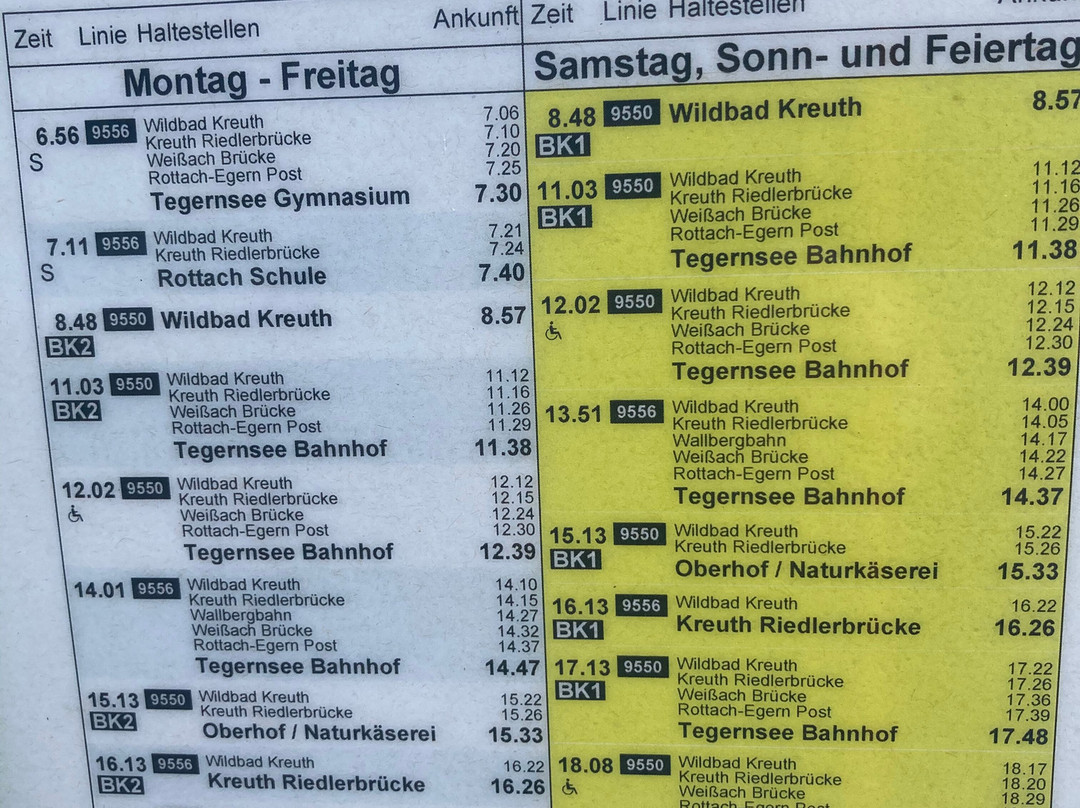 Zeit Linie Haltestellen Ankunft
Montag - Freitag
6.56 9556 Wildbad Kreuth 7.06
Kreuth Riedlerbrücke 7.10
S Weißach Brücke 7.20
Rottach-Egern Post 7.25
Tegernsee Gymnasium 7.30
7.11 9556 Wildbad Kreuth 7.21
Kreuth Riedlerbrücke 7.24
S Rottach Schule 7.40
8.48 9550 Wildbad Kreuth 8.57
BK2
11.03 9550 Wildbad Kreuth 11.12
Kreuth Riedlerbrücke 11.16
BK2 Weißach Brücke 11.26
Rottach-Egern Post 11.29
Tegernsee Bahnhof 11.38
12.02 9550 Wildbad Kreuth 12.12
Kreuth Riedlerbrücke 12.15
Weißach Brücke 12.24
Rottach-Egern Post 12.30
Tegernsee Bahnhof 12.39
14.01 9556 Wildbad Kreuth 14.10
Kreuth Riedlerbrücke 14.15
Wallbergbahn 14.27
Weißach Brücke 14.32
Rottach-Egern Post 14.37
Tegernsee Bahnhof 14.47
15.13 9550 Wildbad Kreuth 15.22
Kreuth Riedlerbrücke 15.26
BK2 Oberhof / Naturkäserei 15.33
16.13 9556 Wildbad Kreuth 16.22
BK2 Kreuth Riedlerbrücke 16.26
Zeit Linie Haltestellen
Samstag, Sonn- und Feiertag
8.48 9550 Wildbad Kreuth 8.57
BK1
11.03 9550 Wildbad Kreuth 11.12
Kreuth Riedlerbrücke 11.16
BK1 Weißach Brücke 11.26
Rottach-Egern Post 11.29
Tegernsee Bahnhof 11.38
12.02 9550 Wildbad Kreuth 12.12
Kreuth Riedlerbrücke 12.15
Weißach Brücke 12.24
Rottach-Egern Post 12.30
Tegernsee Bahnhof 12.39
13.51 9556 Wildbad Kreuth 14.00
Kreuth Riedlerbrücke 14.05
Wallbergbahn 14.17
Weißach Brücke 14.22
Rottach-Egern Post 14.27
Tegernsee Bahnhof 14.37
15.13 9550 Wildbad Kreuth 15.22
Kreuth Riedlerbrücke 15.26
BK1 Oberhof / Naturkäserei 15.33
16.13 9556 Wildbad Kreuth 16.22
BK1 Kreuth Riedlerbrücke 16.26
17.13 9550 Wildbad Kreuth 17.22
Kreuth Riedlerbrücke 17.26
BK1 Weißach Brücke 17.36
Rottach-Egern Post 17.39
Tegernsee Bahnhof 17.48
18.08 9550 Wildbad Kreuth 18.17
Kreuth Riedlerbrücke 18.20
Weißach Brücke 18.28
Rottach-Egern Post 18.29